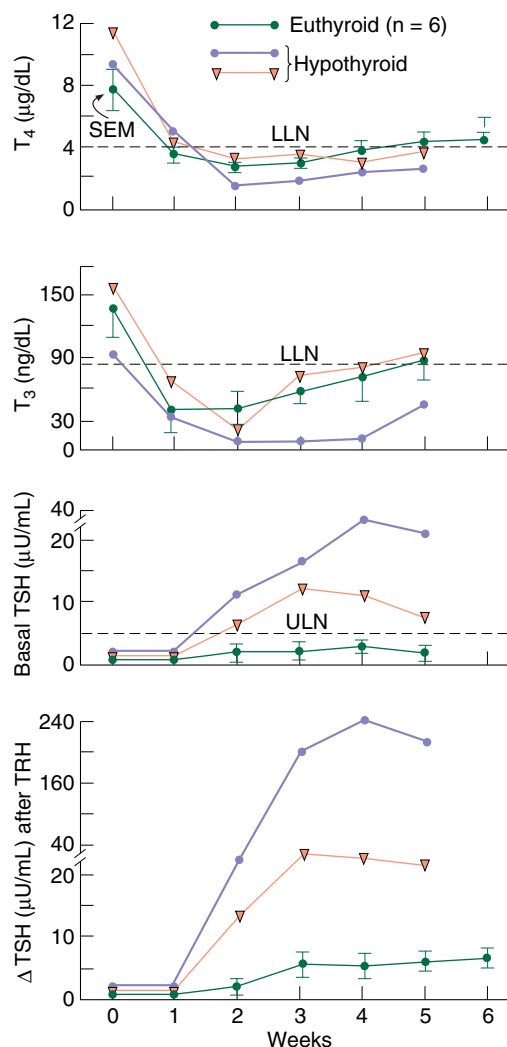 Euthyroid (n = 6)
Hypothyroid
T4 (µg/dL)
12
8
4
0
SEM
LLN
T3 (ng/dL)
150
90
30
0
LLN
Basal TSH (µU/mL)
40
20
10
0
ULN
Δ TSH (µU/mL) after TRH
240
160
40
20
10
0
0 1 2 3 4 5 6
Weeks